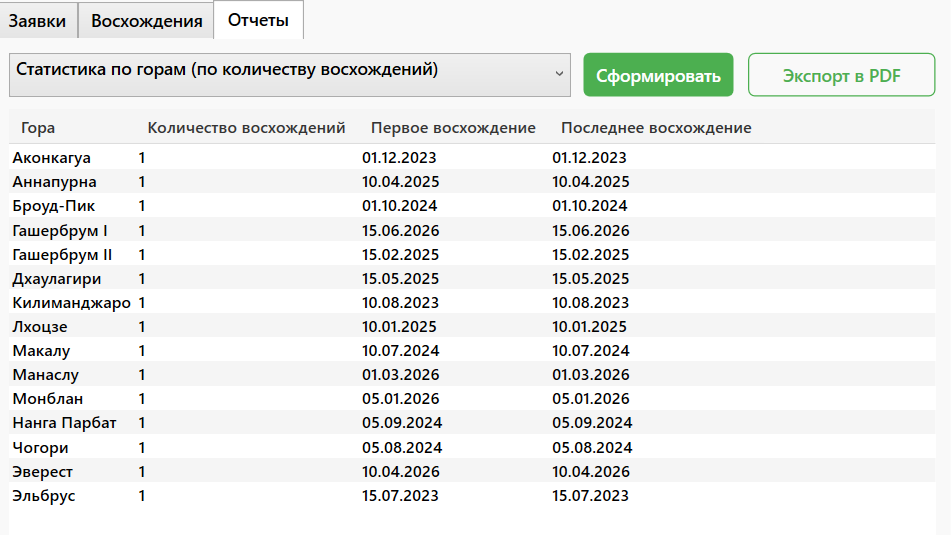 Заявки Восхождения Отчеты
Статистика по горам (по количеству восхождений) Сформировать Экспорт в PDF
Гора Количество восхождений Первое восхождение Последнее восхождение
Аконкагуа 1 01.12.2023 01.12.2023
Аннапурна 1 10.04.2025 10.04.2025
Броуд-Пик 1 01.10.2024 01.10.2024
Гашербрум I 1 15.06.2026 15.06.2026
Гашербрум II 1 15.02.2025 15.02.2025
Дхаулагири 1 15.05.2025 15.05.2025
Килиманджаро 1 10.08.2023 10.08.2023
Лхоцзе 1 10.01.2025 10.01.2025
Макалу 1 10.07.2024 10.07.2024
Манаслу 1 01.03.2026 01.03.2026
Монблан 1 05.01.2026 05.01.2026
Нанга Парбат 1 05.09.2024 05.09.2024
Чогори 1 05.08.2024 05.08.2024
Эверест 1 10.04.2026 10.04.2026
Эльбрус 1 15.07.2023 15.07.2023